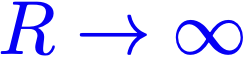 R → ∞